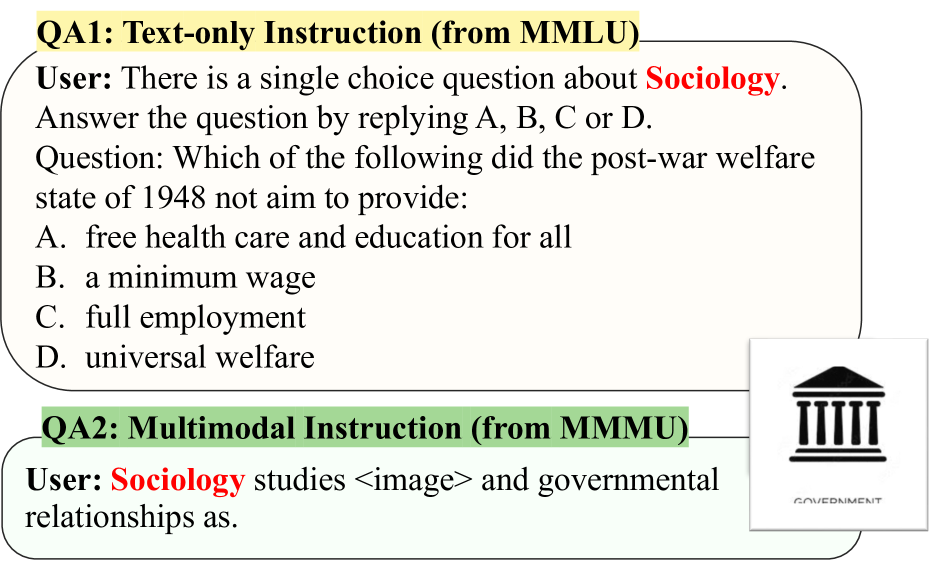 QA1: Text-only Instruction (from MMLU)
User: There is a single choice question about Sociology.
Answer the question by replying A, B, C or D.
Question: Which of the following did the post-war welfare
state of 1948 not aim to provide:
A. free health care and education for all
B. a minimum wage
C. full employment
D. universal welfare
GOVERNMENT
QA2: Multimodal Instruction (from MMMU)
User: Sociology studies <image> and governmental
relationships as.